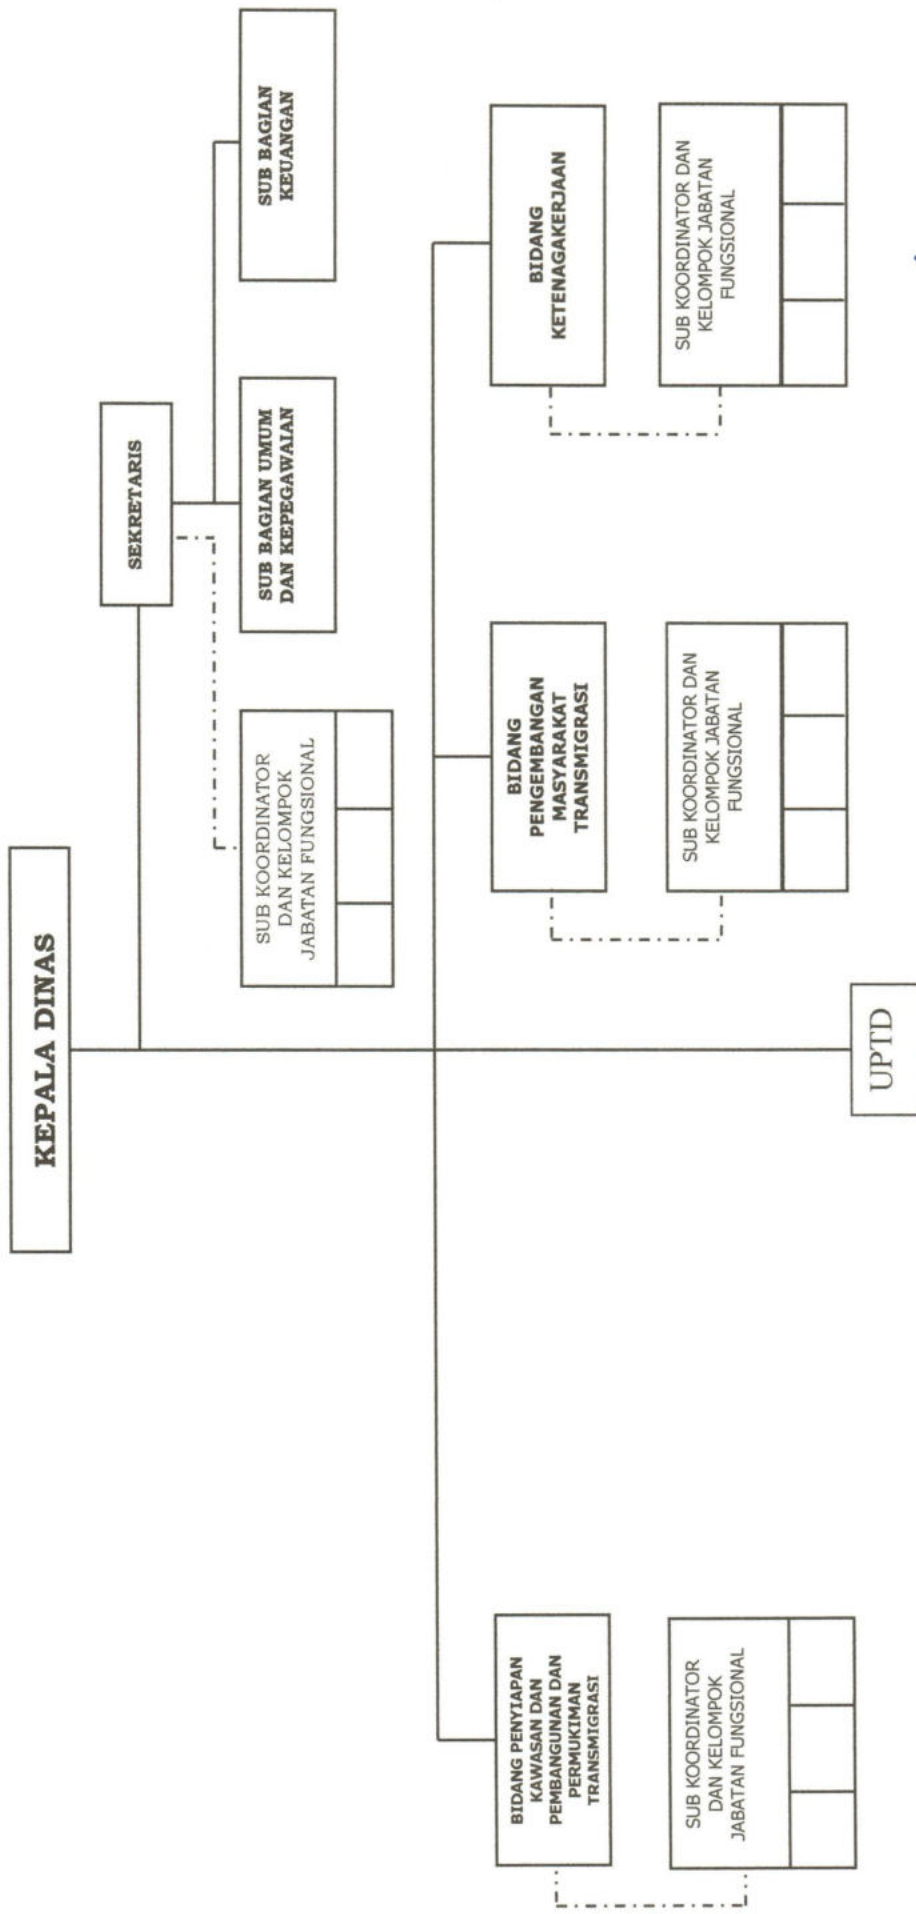 KEPALA DINAS
SEKRETARIS
SUB KOORDINATOR
DAN KELOMPOK
JABATAN FUNGSIONAL
SUB BAGIAN UMUM
DAN KEPEGAWAIAN
SUB BAGIAN
KEUANGAN
BIDANG PENYIAPAN
KAWASAN DAN
PEMBANGUNAN DAN
PERMUKIMAN
TRANSMIGRASI
BIDANG
PENGEMBANGAN
MASYARAKAT
TRANSMIGRASI
BIDANG
KETENAGAKERJAAN
SUB KOORDINATOR
DAN KELOMPOK
JABATAN FUNGSIONAL
SUB KOORDINATOR DAN
KELOMPOK JABATAN
FUNGSIONAL
SUB KOORDINATOR DAN
KELOMPOK JABATAN
FUNGSIONAL
UPTD